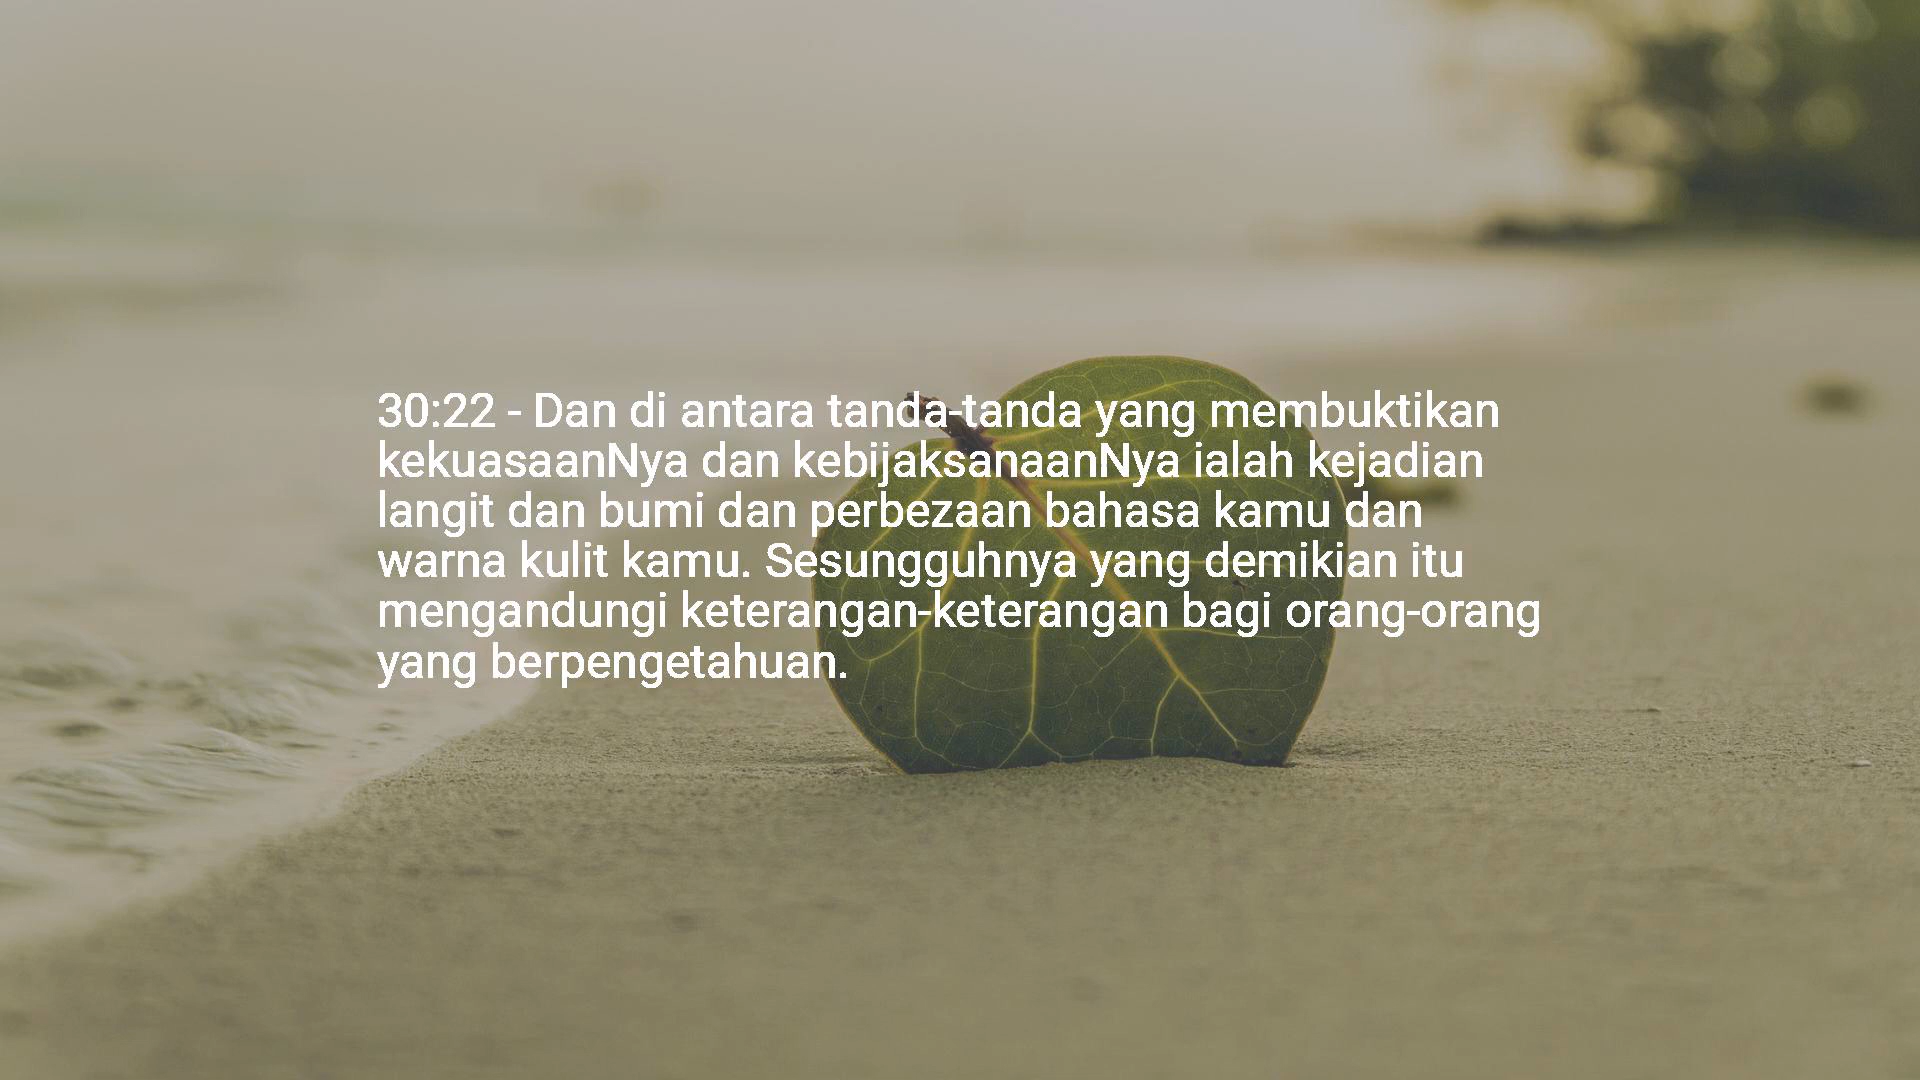 30:22 - Dan di antara tanda-tanda yang membuktikan
kekuasaanNya dan kebijaksanaanNya ialah kejadian
langit dan bumi dan perbezaan bahasa kamu dan
warna kulit kamu. Sesungguhnya yang demikian itu
mengandungi keterangan-keterangan bagi orang-orang
yang berpengetahuan.